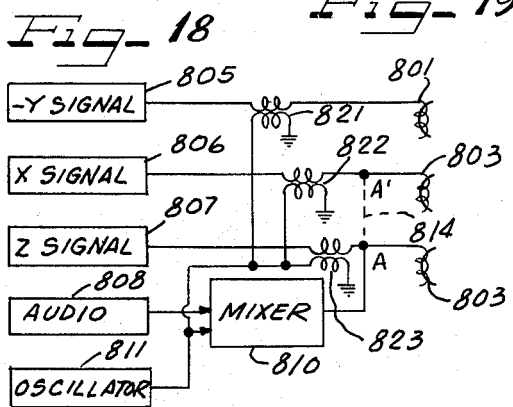 Fig. 18
Fig. 19
805
-Y SIGNAL
821
801
806
X SIGNAL
822
A'
803
807
Z SIGNAL
814
A
803
808
AUDIO
MIXER
823
811
810
OSCILLATOR